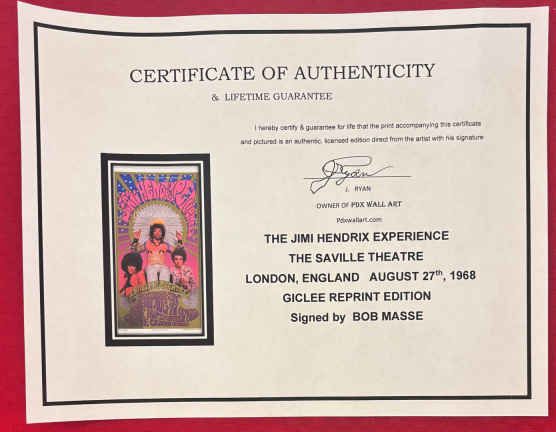 CERTIFICATE OF AUTHENTICITY
& LIFETIME GUARANTEE
I hereby certify & guarantee for life that the print accompanying this certificate
and pictured is an authentic, licensed edition direct from the artist with his signature
J Ryan
J. RYAN
OWNER OF PDX WALL ART
Pdxwallart.com
THE JIMI HENDRIX EXPERIENCE
THE SAVILLE THEATRE
LONDON, ENGLAND AUGUST 27th, 1968
GICLEE REPRINT EDITION
Signed by BOB MASSE